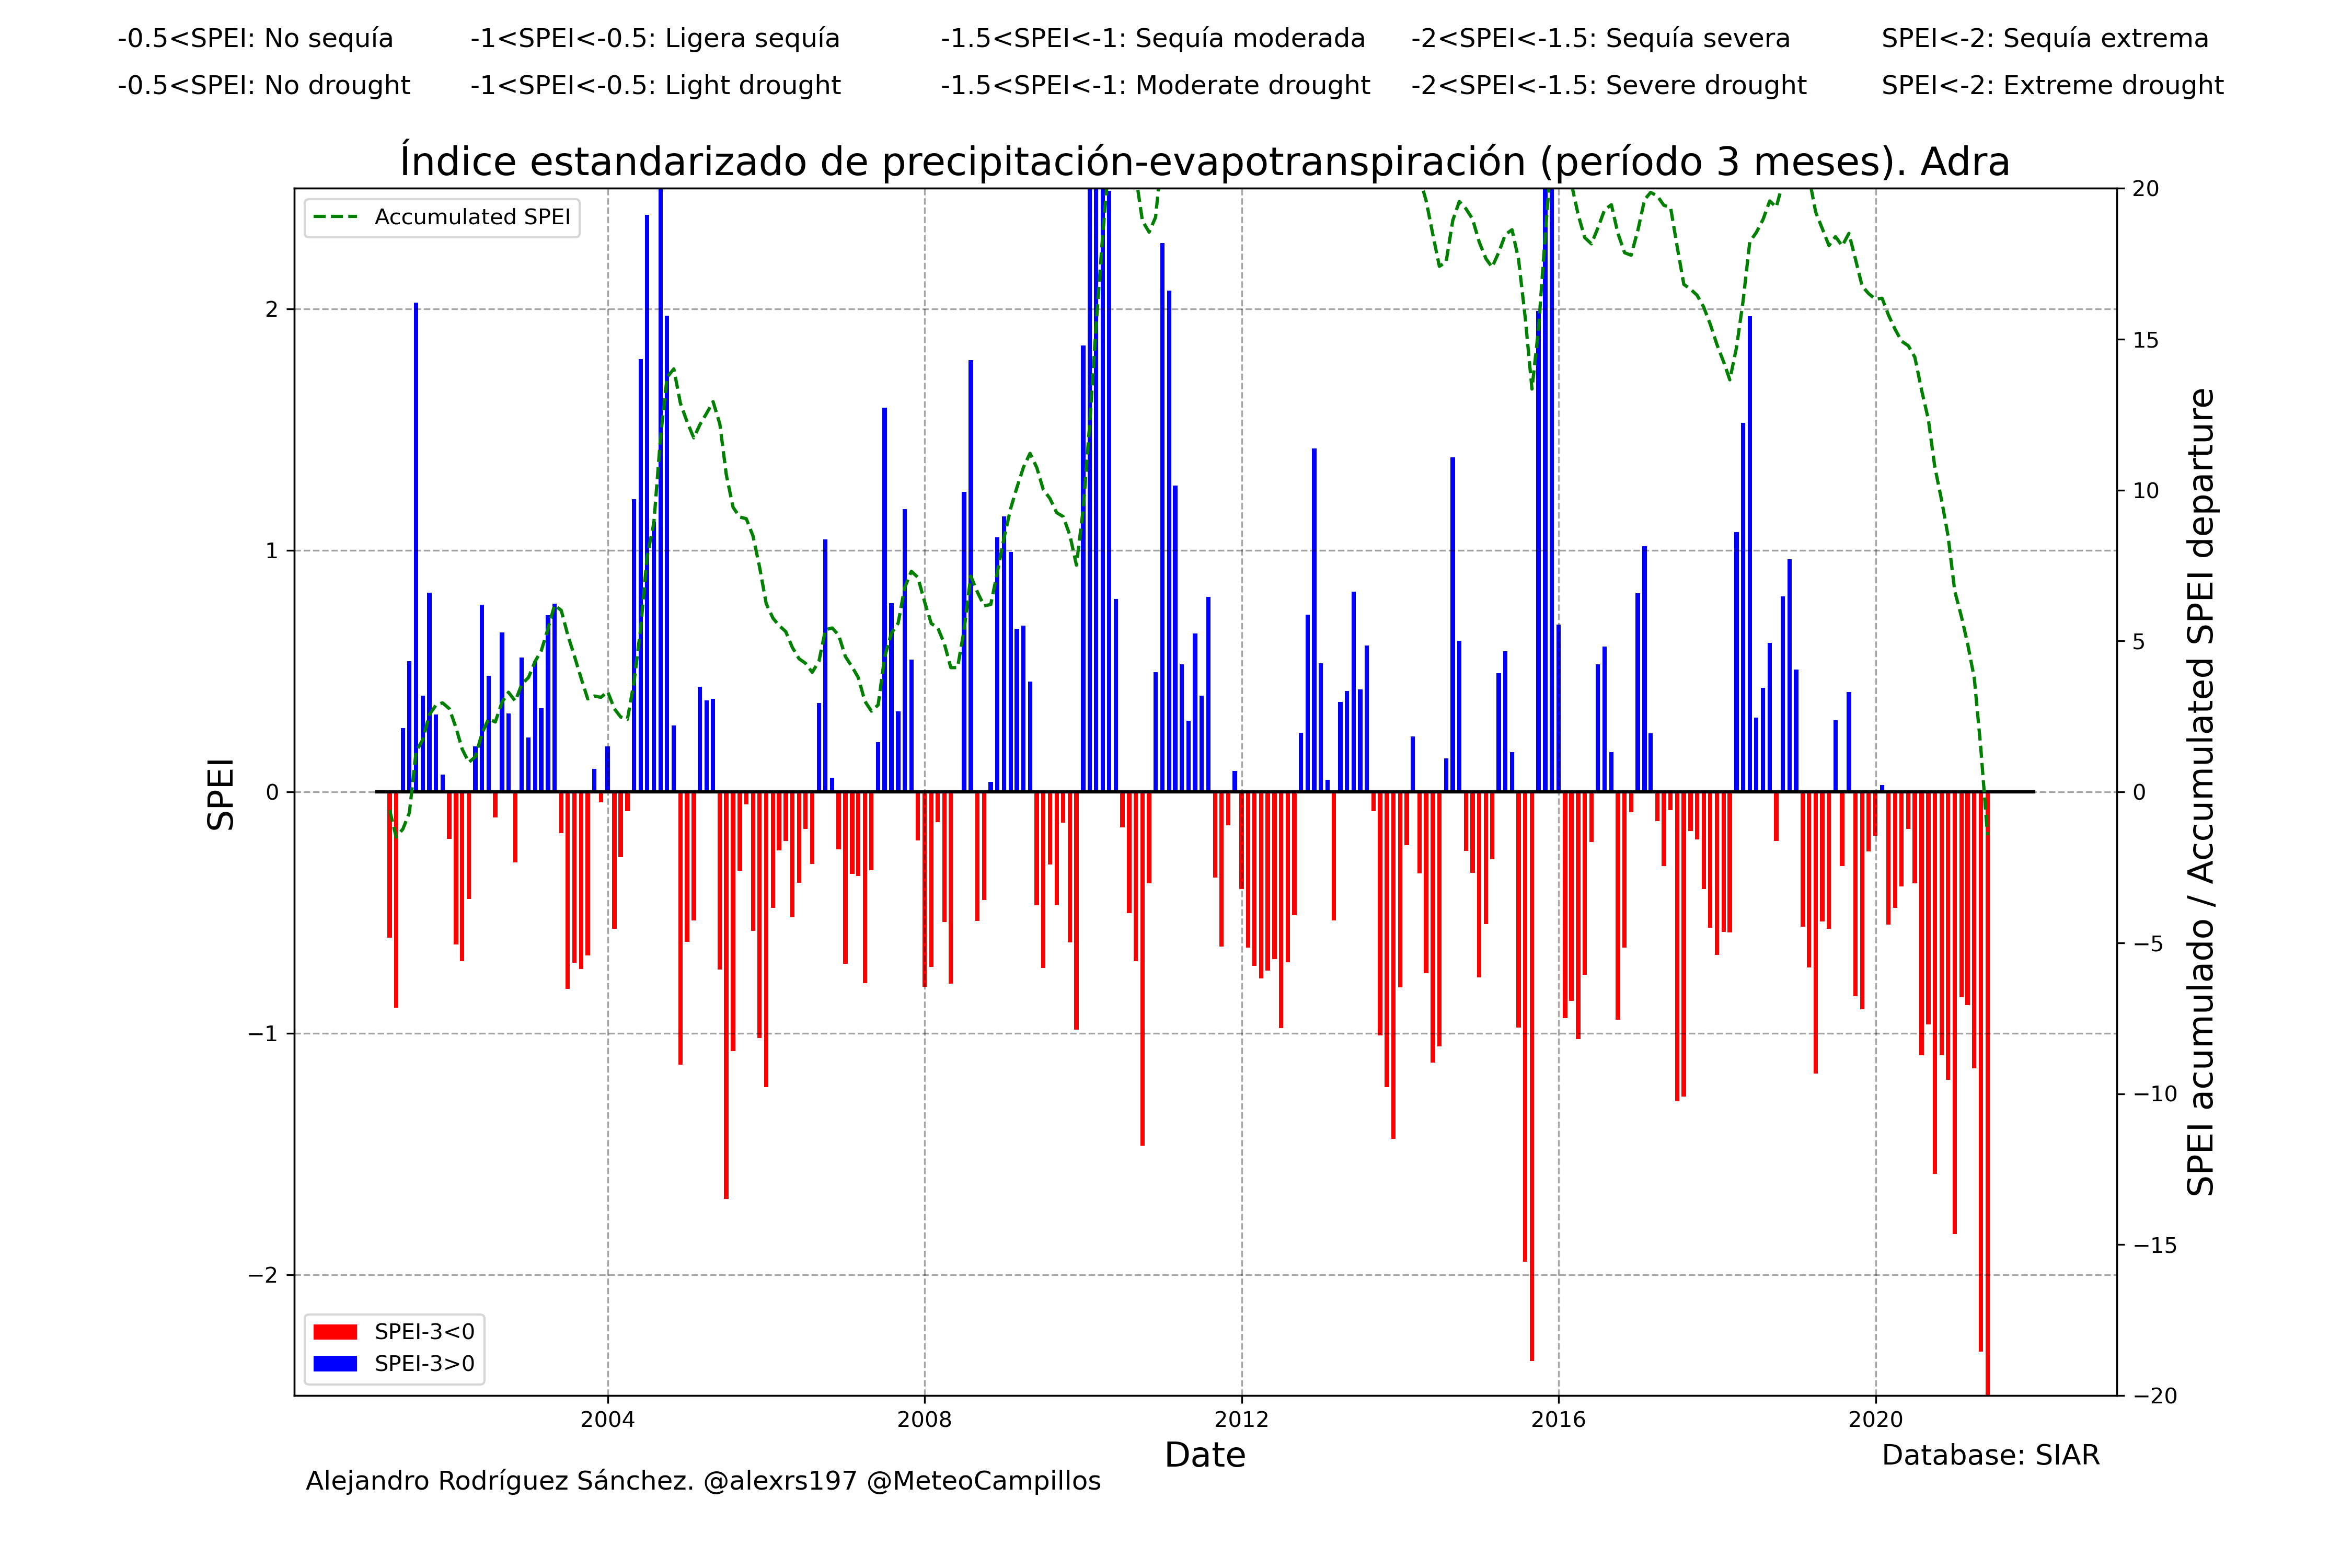 -0.5<SPEI: No sequía -1<SPEI<-0.5: Ligera sequía -1.5<SPEI<-1: Sequía moderada -2<SPEI<-1.5: Sequía severa SPEI<-2: Sequía extrema
-0.5<SPEI: No drought -1<SPEI<-0.5: Light drought -1.5<SPEI<-1: Moderate drought -2<SPEI<-1.5: Severe drought SPEI<-2: Extreme drought
Índice estandarizado de precipitación-evapotranspiración (período 3 meses). Adra
Accumulated SPEI
SPEI
2
1
0
−1
−2
20
15
10
5
0
−5
−10
−15
−20
SPEI acumulado / Accumulated SPEI departure
SPEI-3<0
SPEI-3>0
2004 2008 2012 2016 2020
Date
Database: SIAR
Alejandro Rodríguez Sánchez. @alexrs197 @MeteoCampillos